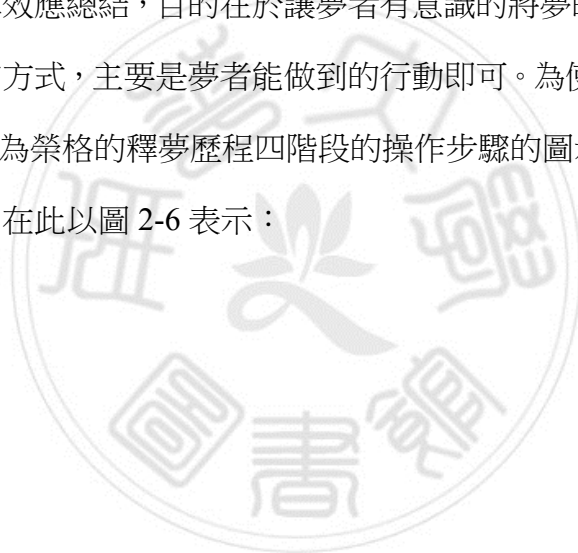 效應總結，目的在於讓夢者有意識的將夢
方式，主要是夢者能做到的行動即可。為
為榮格的釋夢歷程四階段的操作步驟的圖
在此以圖 2-6 表示：
圖書